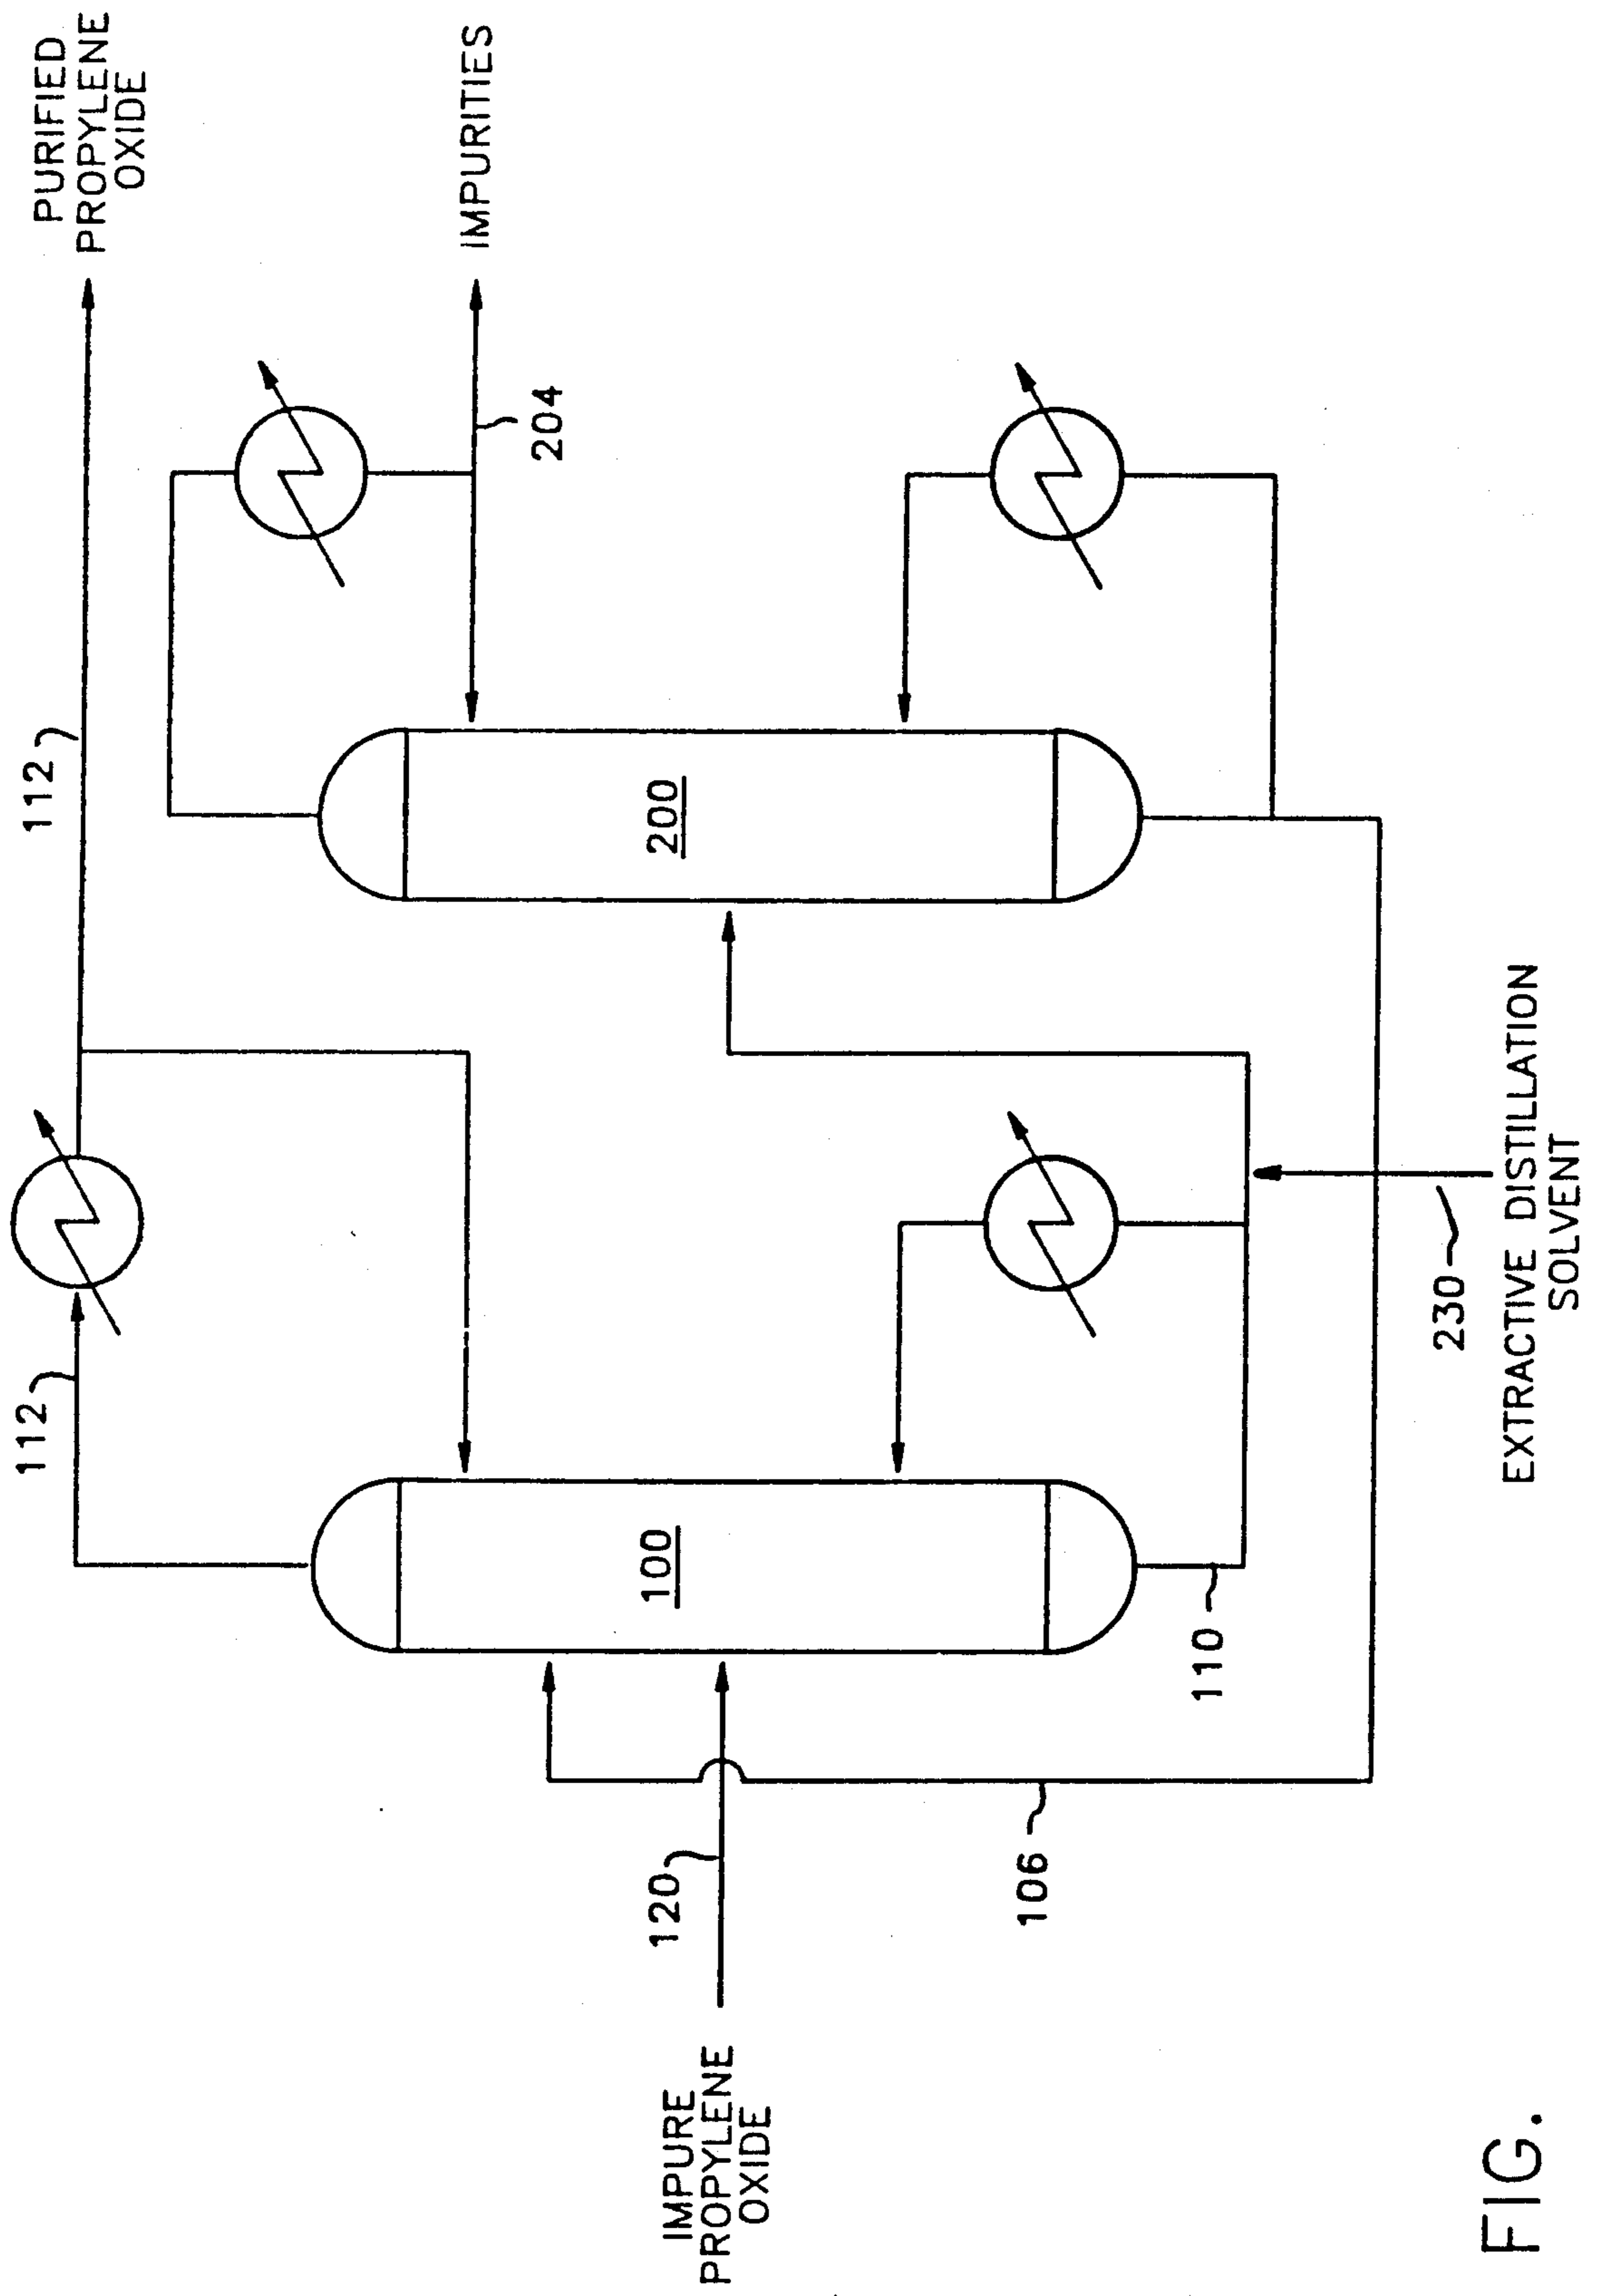 112
112
PURIFIED
PROPYLENE
OXIDE
204
IMPURITIES
100
200
120
IMPURE
PROPYLENE
OXIDE
106
110
230
EXTRACTIVE DISTILLATION
SOLVENT
FIG.